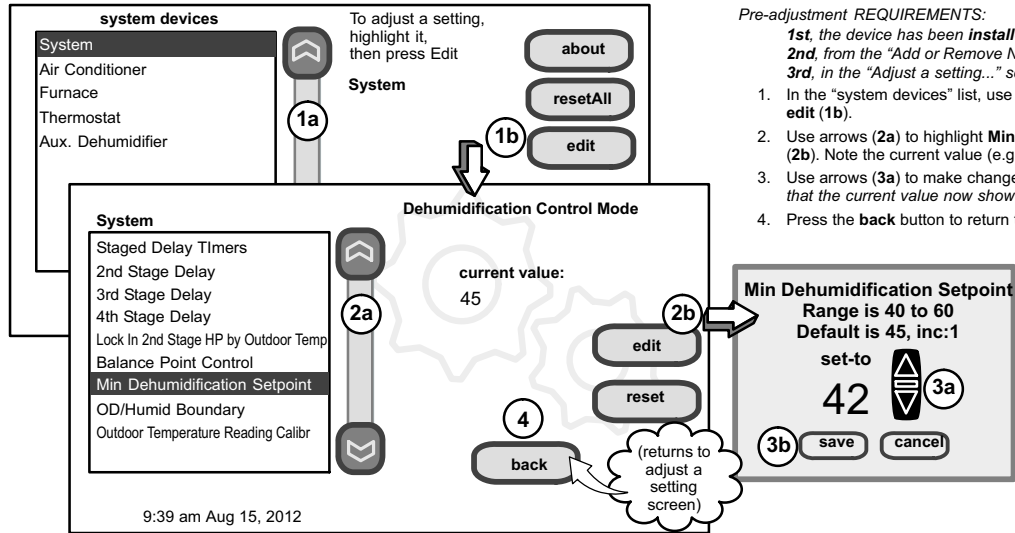 system devices
System
Air Conditioner
Furnace
Thermostat
Aux. Dehumidifier
1a
To adjust a setting,
highlight it,
then press Edit
System
about
resetAll
1b
edit
Dehumidification Control Mode
System
Staged Delay TImers
2nd Stage Delay
3rd Stage Delay
4th Stage Delay
Lock In 2nd Stage HP by Outdoor Temp
Balance Point Control
Min Dehumidification Setpoint
OD/Humid Boundary
Outdoor Temperature Reading Calibr
2a
current value:
45
2b
edit
reset
4
back
(returns to
adjust a
setting
screen)
9:39 am Aug 15, 2012
Pre-adjustment REQUIREMENTS:
1st, the device has been install
2nd, from the “Add or Remove N
3rd, in the “Adjust a setting...” s
1. In the “system devices” list, use
edit (1b).
2. Use arrows (2a) to highlight Min
(2b). Note the current value (e.g
3. Use arrows (3a) to make change
that the current value now show
4. Press the back button to return
Min Dehumidification Setpoint
Range is 40 to 60
Default is 45, inc:1
set-to
42
3a
3b
save
cancel